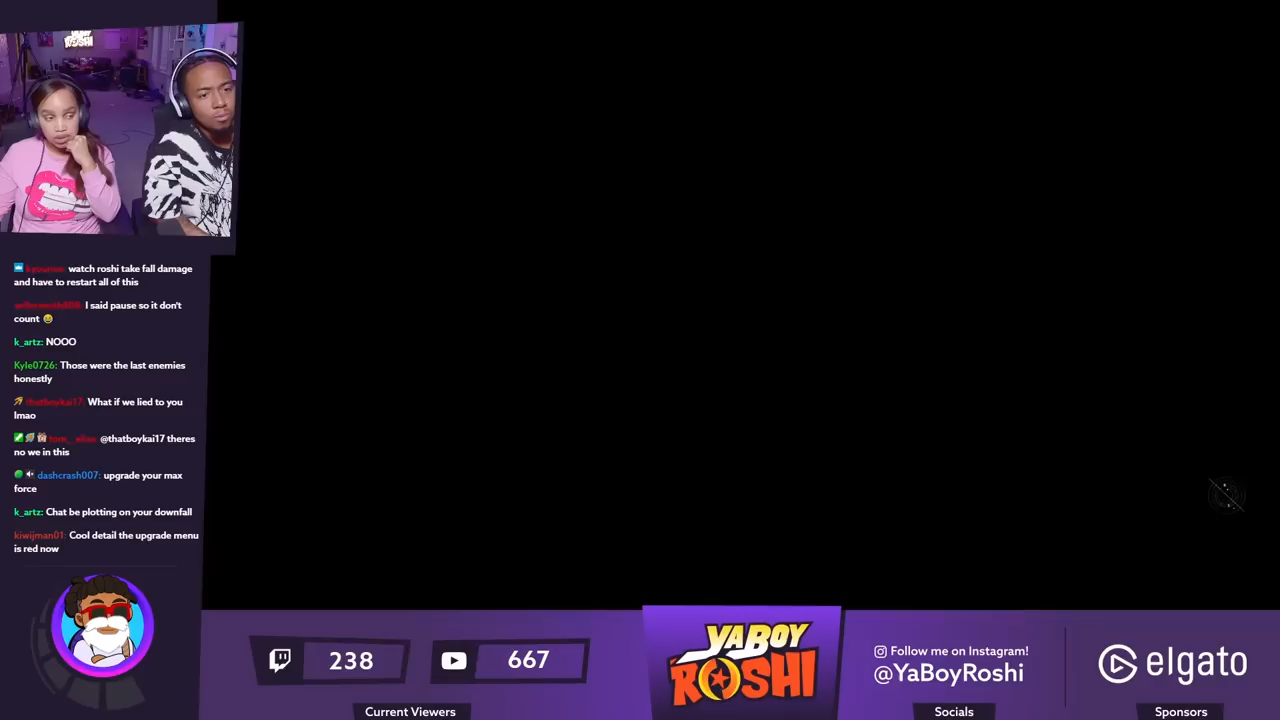 YABOY
ROSHI
watch roshi take fall damage
and have to restart all of this
I said pause so it don't
count 😂
k_artz: NOOO
Kyle0726: Those were the last enemies
honestly
thatboykai17: What if we lied to you
lmao
@thatboykai17 theres
no we in this
dashcrash007: upgrade your max
force
k_artz: Chat be plotting on your downfall
kiwijman01: Cool detail the upgrade menu
is red now
238
667
Current Viewers
YABOY
ROSHI
Follow me on Instagram!
@YaBoyRoshi
Socials
elgato
Sponsors